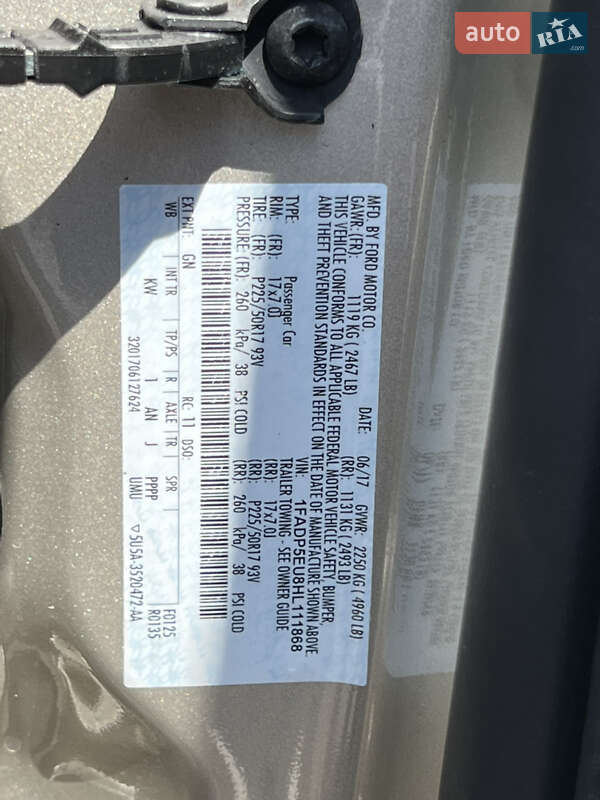 auto RIA.com
MFD. BY FORD MOTOR CO. DATE: 06/17 GVWR: 2250 KG ( 4960 LB)
GAWR:(FR): 1119 KG ( 2467 LB) (RR): 1131 KG ( 2493 LB)
THIS VEHICLE CONFORMS TO ALL APPLICABLE FEDERAL MOTOR VEHICLE SAFETY, BUMPER,
AND THEFT PREVENTION STANDARDS IN EFFECT ON THE DATE OF MANUFACTURE SHOWN ABOVE.
VIN: 1FADP5EU8HL111868
TYPE: Passenger Car TRAILER TOWING - SEE OWNER GUIDE
RIM: (FR): 17x7.0J (RR): 17x7.0J
TIRE: (FR): P225/50R17 93V (RR): P225/50R17 93V
PRESSURE: (FR): 260 kPa/ 38 PSI COLD (RR): 260 kPa/ 38 PSI COLD
EXT PNT: GN RC: 11 DSO: F0125
WB INT TR TP/PS R AXLE TR SPR R0135
KW 1 AN J PPPP
3201706127624 UMU ▽5U5A-3520472-AA